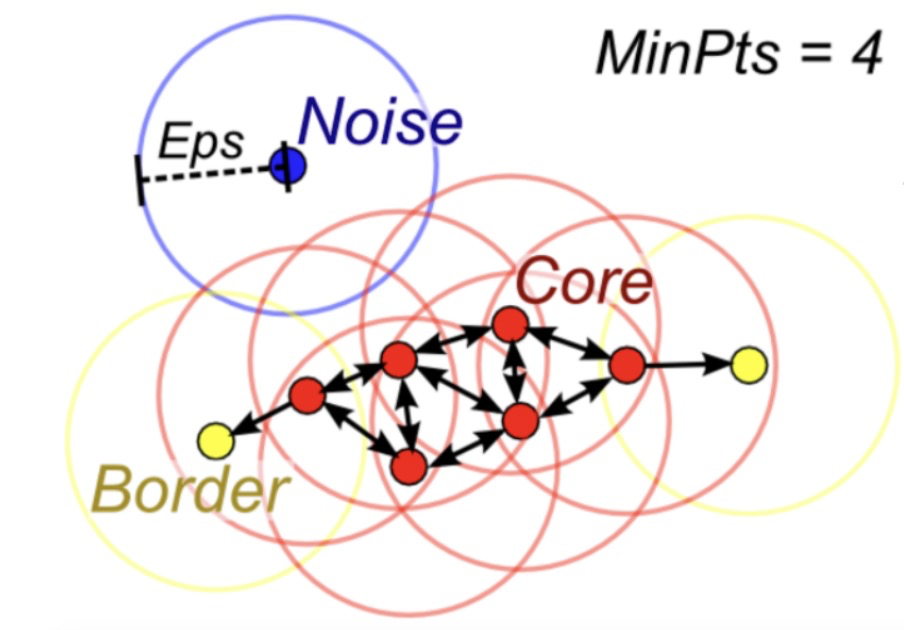 MinPts = 4
Noise
Eps
Core
Border